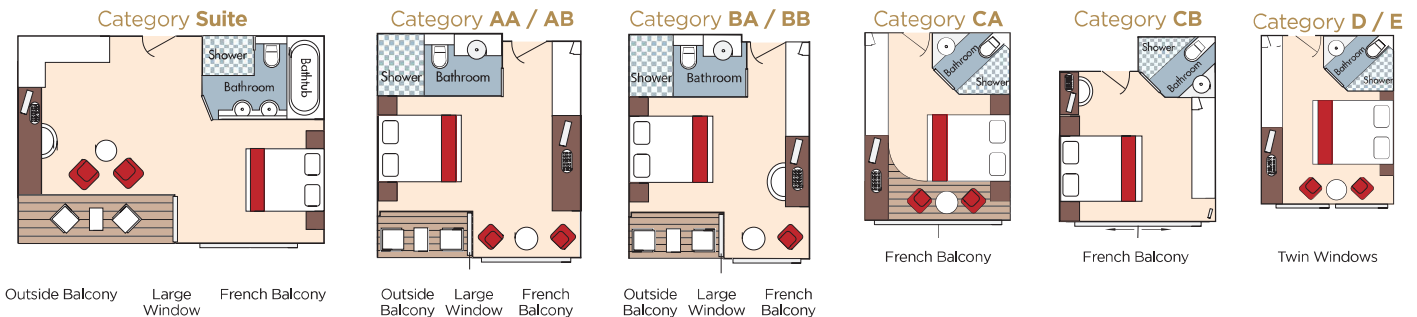 Category Suite
Shower
Bathroom
Bathtub
Outside Balcony
Large
Window
French Balcony
Category AA / AB
Shower
Bathroom
Outside
Balcony
Large
Window
French
Balcony
Category BA / BB
Shower
Bathroom
Outside
Balcony
Large
Window
French
Balcony
Category CA
Bathroom
Shower
French Balcony
Category CB
Shower
Bathroom
French Balcony
Category D / E
Bathroom
Shower
Twin Windows